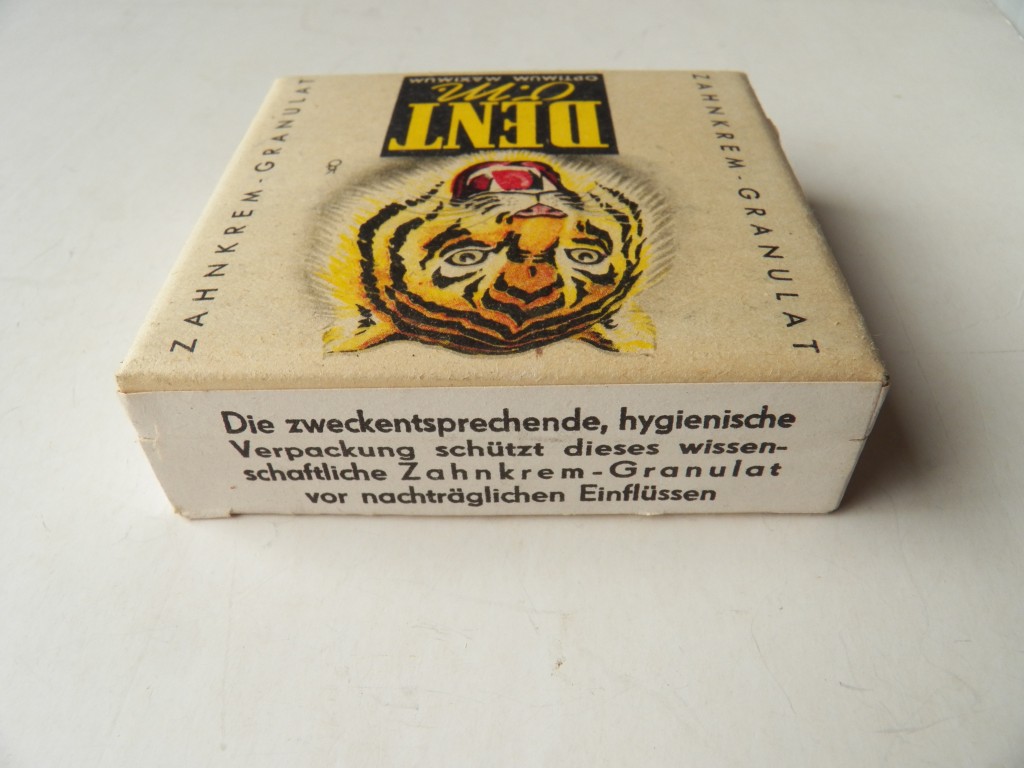 ZAHNKREM-GRANULAT
OPTIMUM MAXIMUM
O.M
DENT
ZAHNKREM-GRANULAT
Die zweckentsprechende, hygienische
Verpackung schützt dieses wissen-
schaftliche Zahnkrem-Granulat
vor nachträglichen Einflüssen